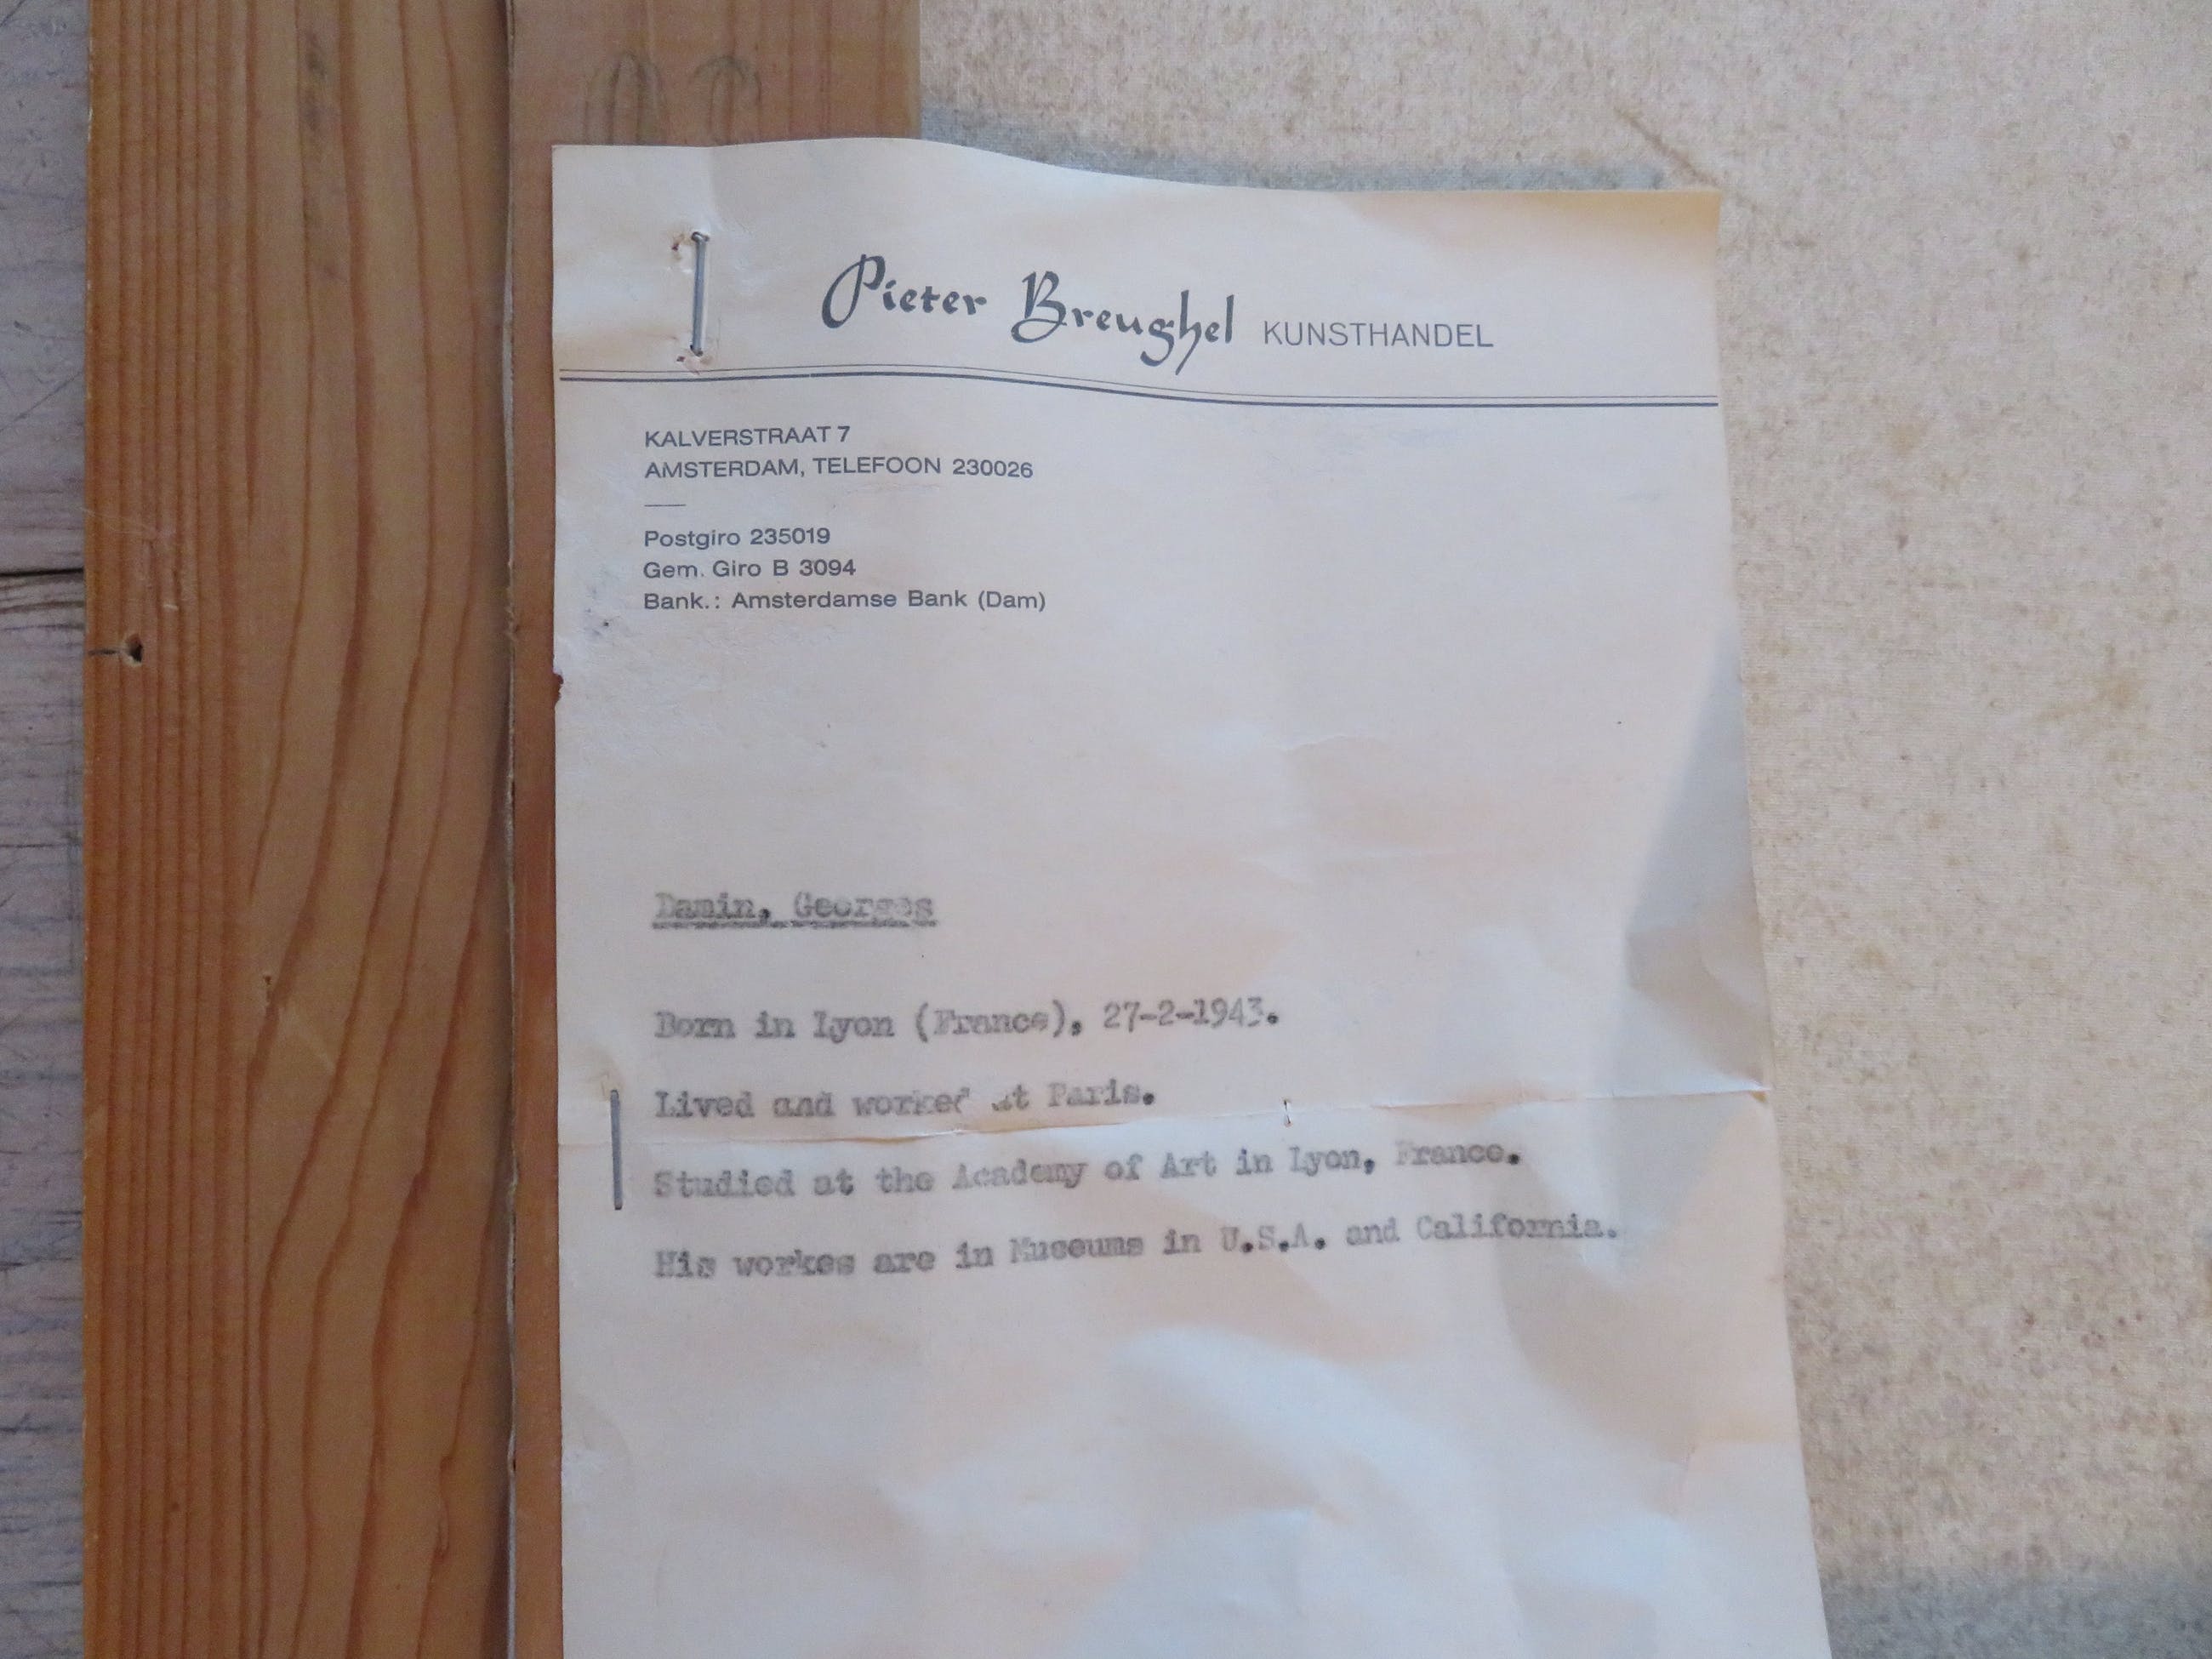 Pieter Breughel KUNSTHANDEL
KALVERSTRAAT 7
AMSTERDAM, TELEFOON 230026
Postgiro 235019
Gem. Giro B 3094
Bank.: Amsterdamse Bank (Dam)
Damin, Georges
Born in Lyon (France), 27-2-1943.
Lived and worked at Paris.
Studied at the Academy of Art in Lyon, France.
His workes are in Museums in U.S.A. and California.